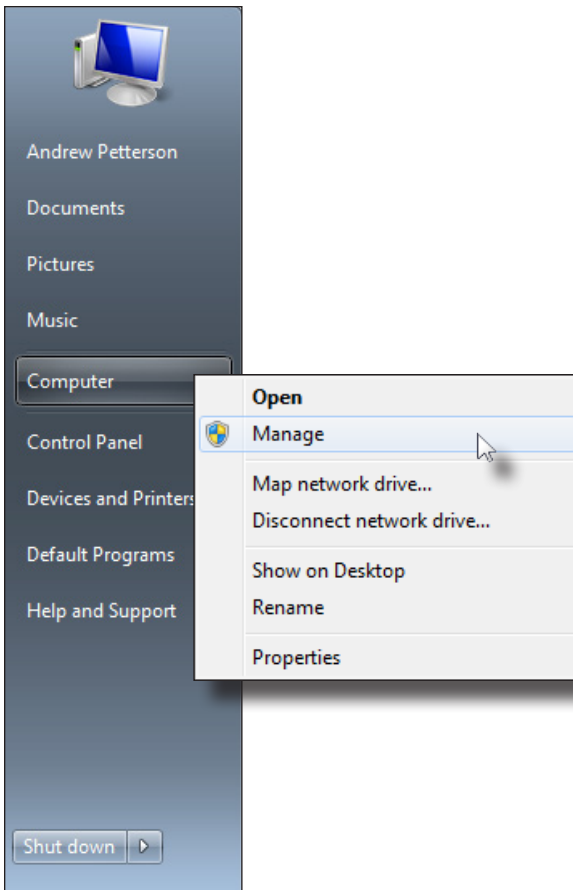 Andrew Petterson
Documents
Pictures
Music
Computer
Control Panel
Devices and Printers
Default Programs
Help and Support
Shut down
Open
Manage
Map network drive...
Disconnect network drive...
Show on Desktop
Rename
Properties